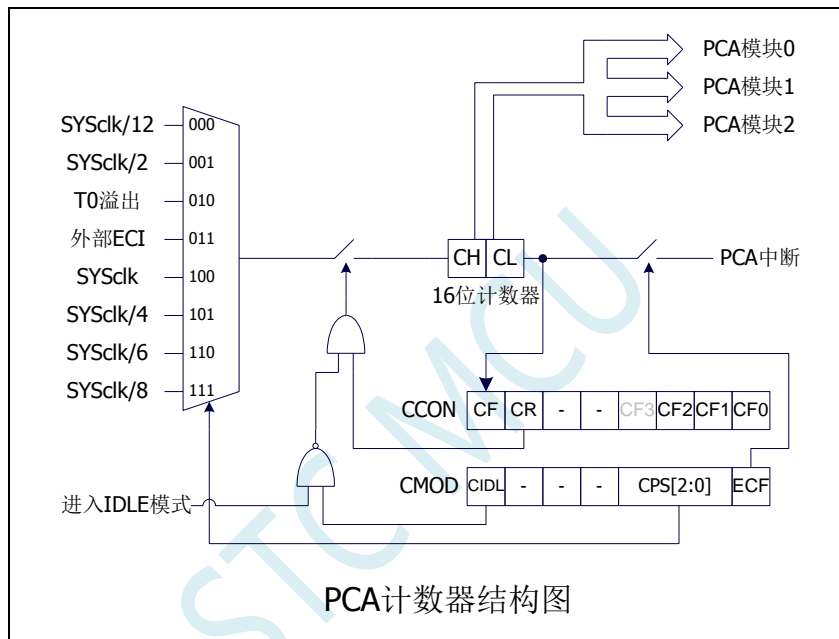 PCA模块0
PCA模块1
PCA模块2
SYSclk/12 000
SYSclk/2 001
T0溢出 010
外部ECI 011
SYSclk 100
SYSclk/4 101
SYSclk/6 110
SYSclk/8 111
CH CL
16位计数器
PCA中断
CCON CF CR - - CF3 CF2 CF1 CF0
CMOD CIDL - - - CPS[2:0] ECF
进入IDLE模式
PCA计数器结构图
STC MCU